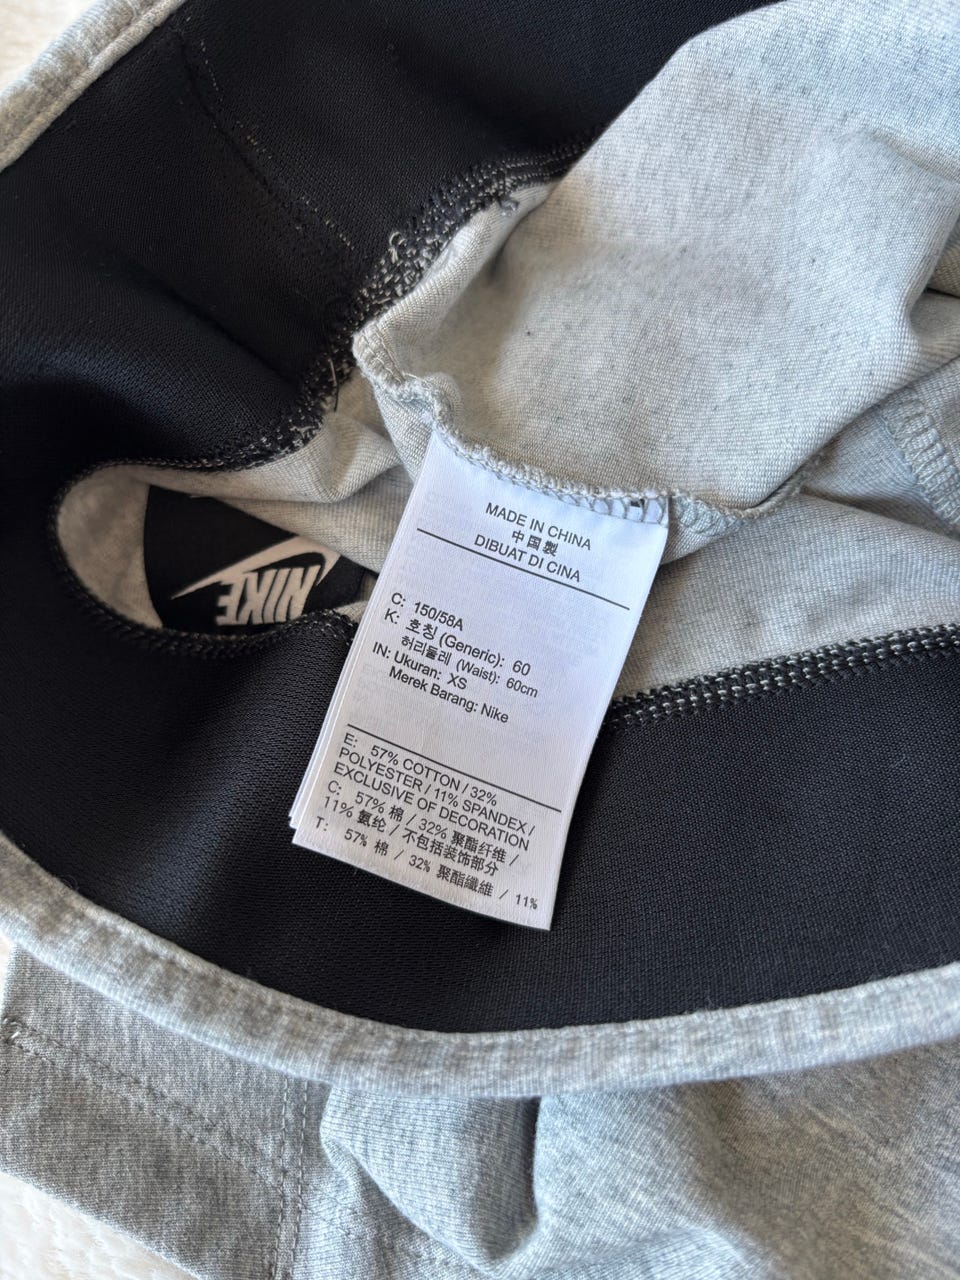 MADE IN CHINA
中国製
DIBUAT DI CINA
C: 150/58A
K: 호칭 (Generic): 60
허리둘레 (Waist): 60cm
IN: Ukuran: XS
Merek Barang: Nike
E: 57% COTTON / 32%
POLYESTER / 11% SPANDEX /
EXCLUSIVE OF DECORATION
C: 57% 棉 / 32% 聚酯纤维 /
11% 氨纶 / 不包括装饰部分
T: 57% 棉 / 32% 聚酯纖維 / 11%
NIKE